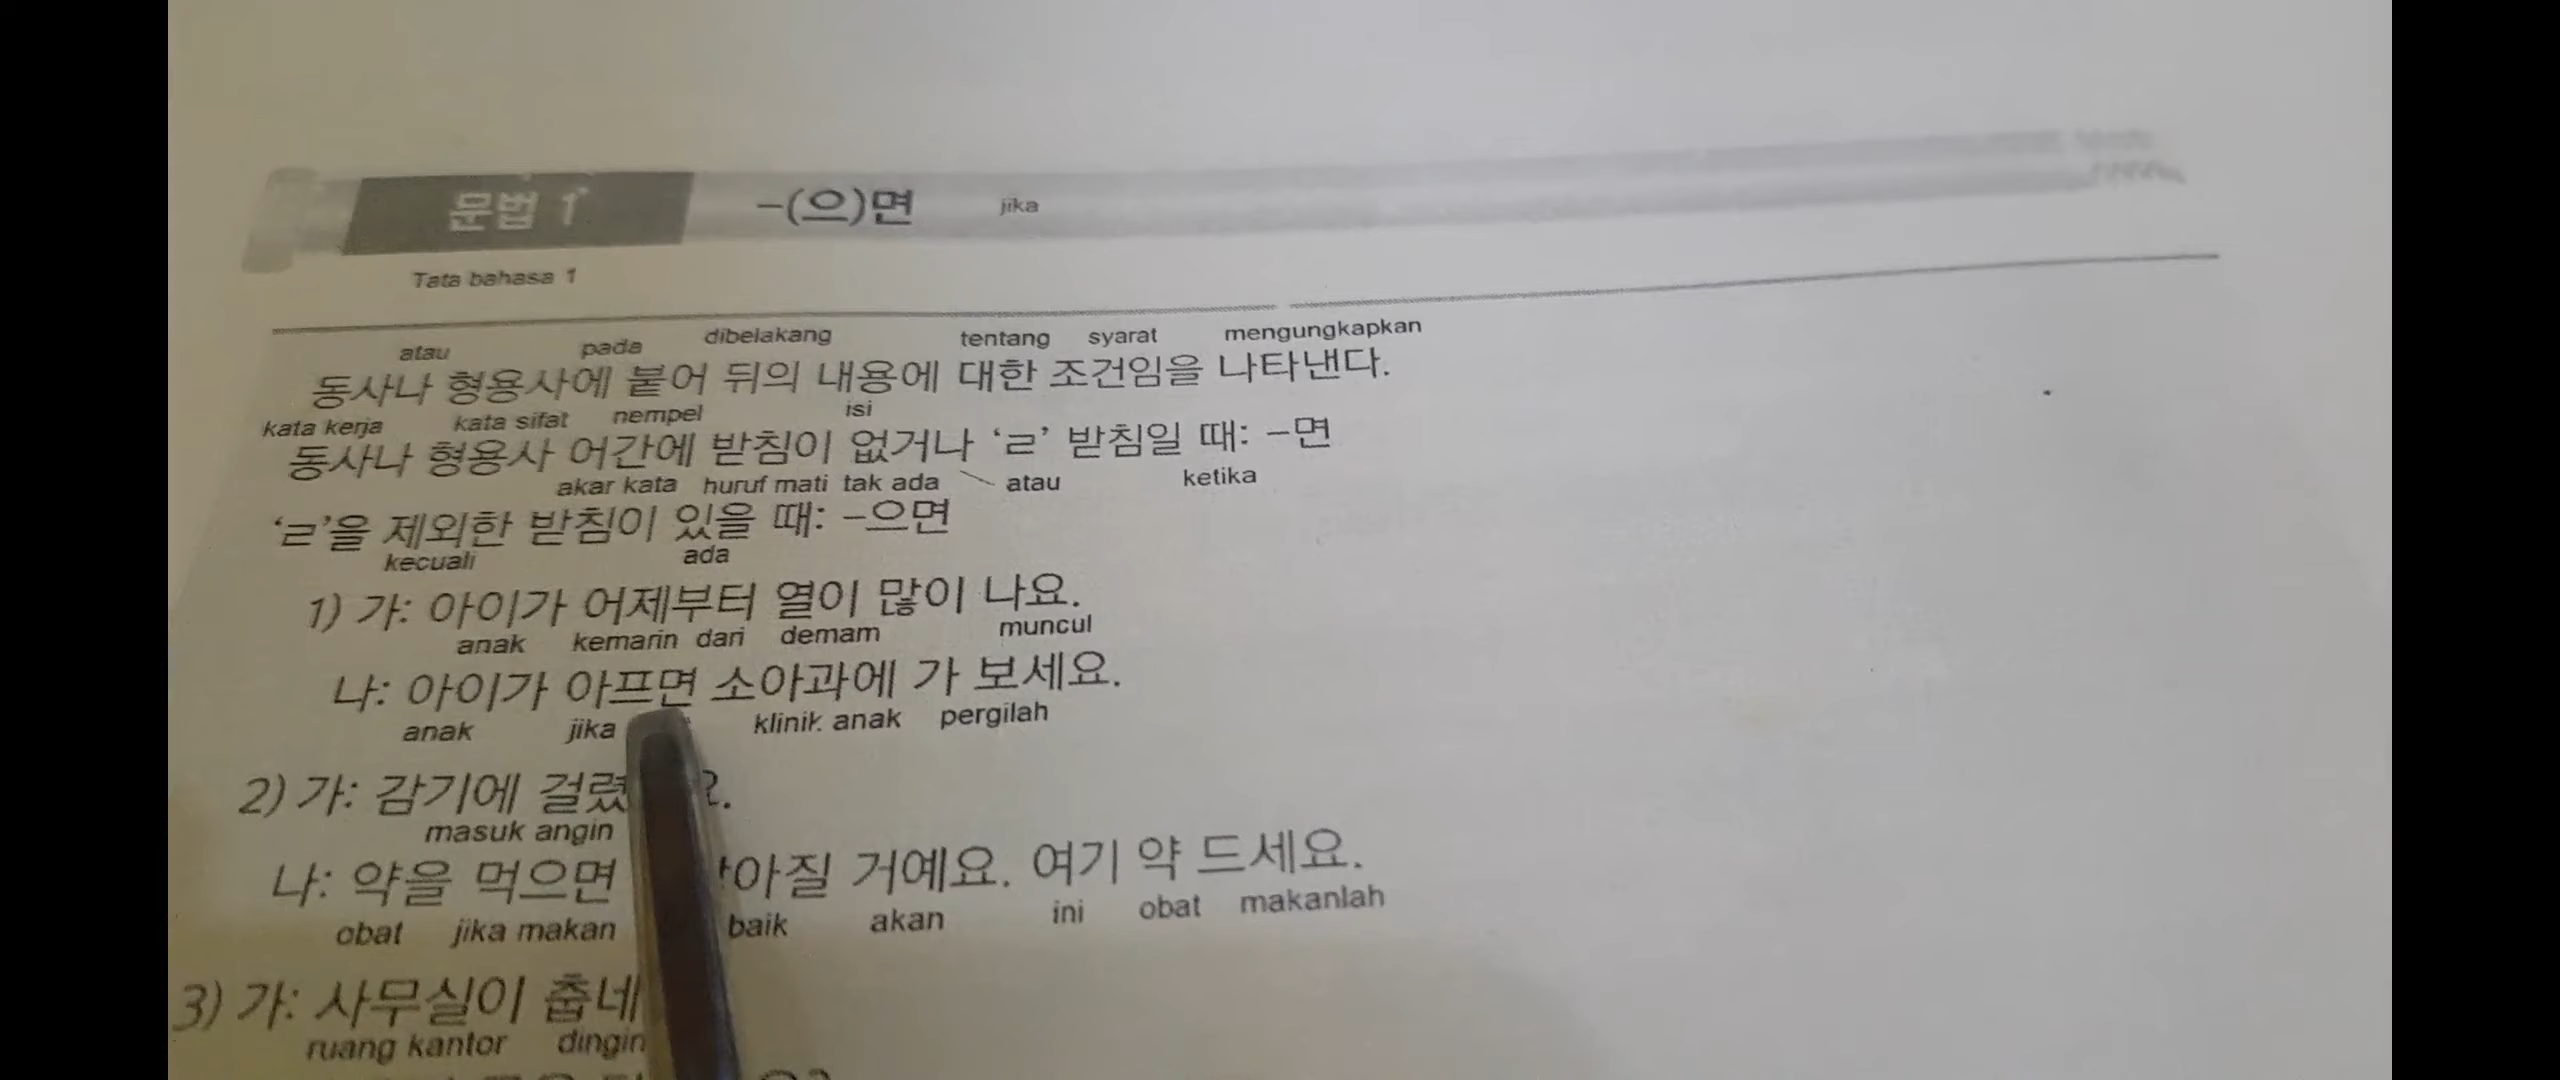 문법 1 -(으)면 jika
Tata bahasa 1
atau pada dibelakang tentang syarat mengungkapkan
동사나 형용사에 붙어 뒤의 내용에 대한 조건임을 나타낸다.
kata kerja kata sifat nempel isi
동사나 형용사 어간에 받침이 없거나 ‘ㄹ’ 받침일 때: -면
akar kata huruf mati tak ada atau ketika
‘ㄹ’을 제외한 받침이 있을 때: -으면
kecuali ada
1) 가: 아이가 어제부터 열이 많이 나요.
anak kemarin dari demam muncul
나: 아이가 아프면 소아과에 가 보세요.
anak jika klinik anak pergilah
2) 가: 감기에 걸렸
masuk angin
나: 약을 먹으면 아질 거예요. 여기 약 드세요.
obat jika makan baik akan ini obat makanlah
3) 가: 사무실이 춥네
ruang kantor dingin